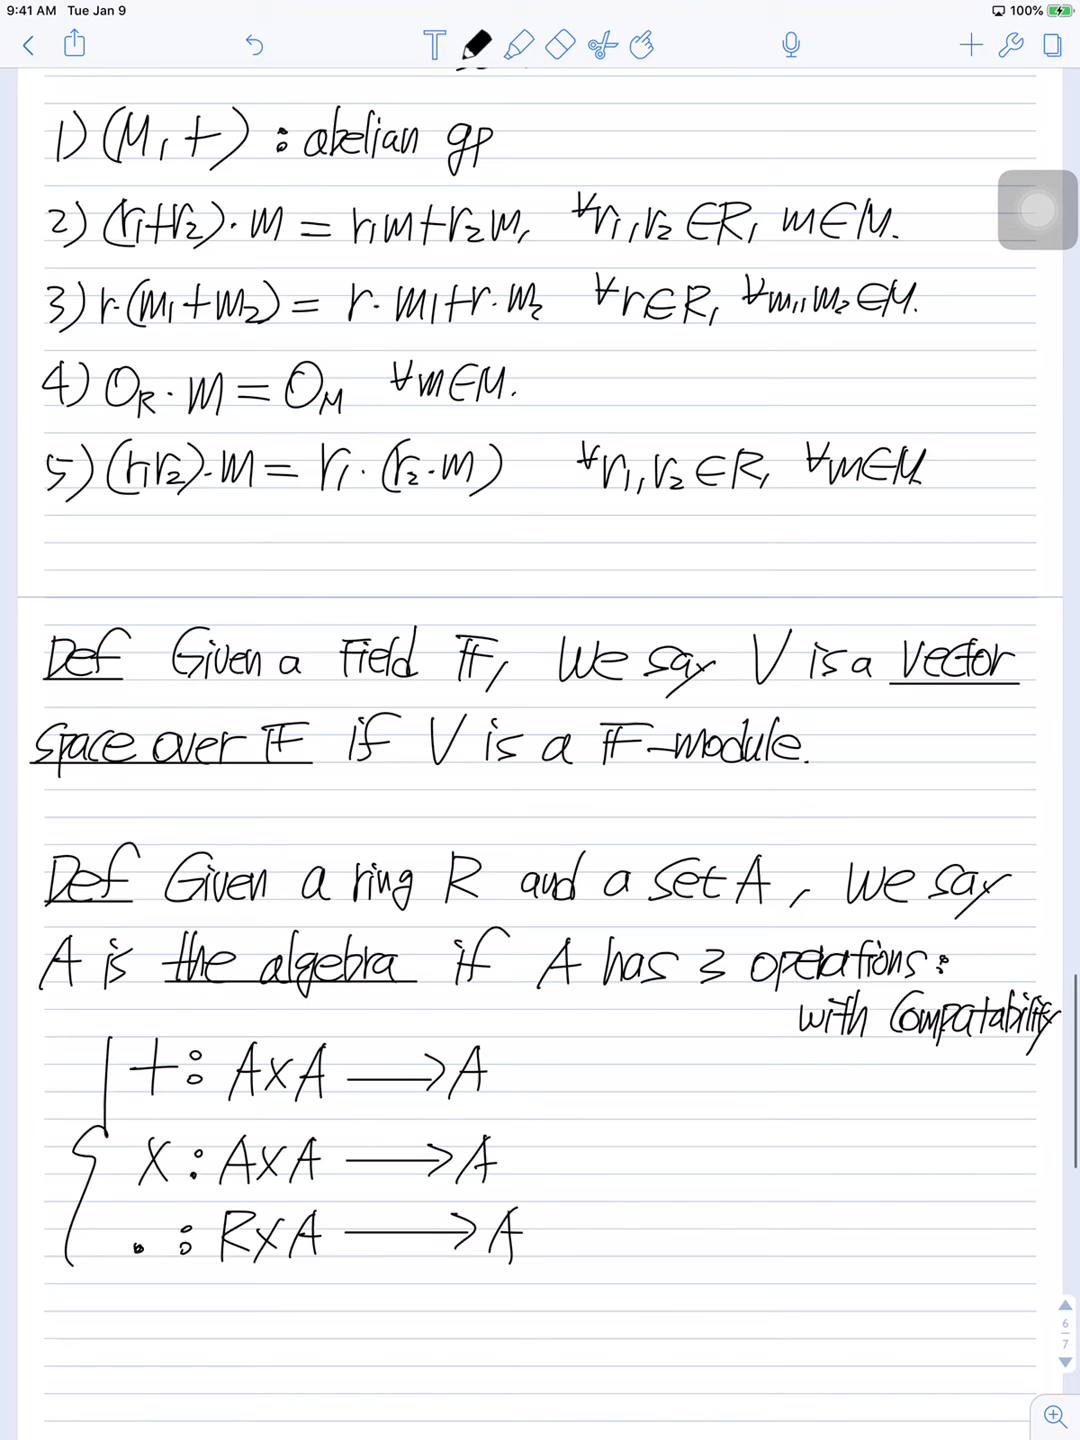 9:41 AM Tue Jan 9
100%
1) (M, +) : abelian gp
2) (r₁+r₂)·m = r₁m+r₂m, ∀r₁,r₂∈R, m∈M.
3) r·(m₁+m₂) = r·m₁+r·m₂ ∀r∈R, ∀m₁,m₂∈M.
4) 0_R·m = 0_M ∀m∈M.
5) (r₁r₂)·m = r₁·(r₂·m) ∀r₁,r₂∈R, ∀m∈M
Def Given a Field 𝔽, We say V is a vector
space over 𝔽 if V is a 𝔽-module.
Def Given a ring R and a set A, We say
A is the algebra if A has 3 operations:
with Compatability
+ : A×A ⟶ A
× : A×A ⟶ A
· : R×A ⟶ A
6
7